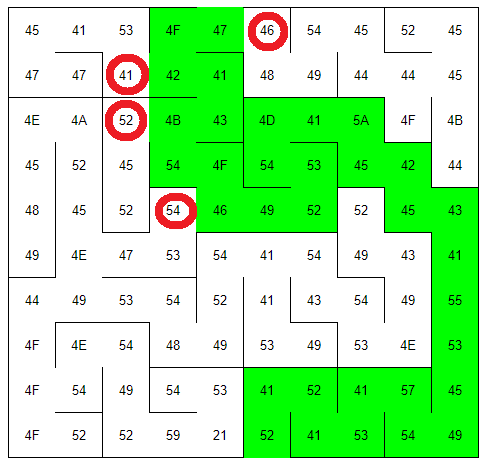 45 41 53 4F 47 46 54 45 52 45
47 47 41 42 41 48 49 44 44 45
4E 4A 52 4B 43 4D 41 5A 4F 4B
45 52 45 54 4F 54 53 45 42 44
48 45 52 54 46 49 52 52 45 43
49 4E 47 53 54 41 54 49 43 41
44 49 53 54 52 41 43 54 49 55
4F 4E 54 48 49 53 49 53 4E 53
4F 54 49 54 53 41 52 41 57 45
4F 52 52 59 21 52 41 53 54 49